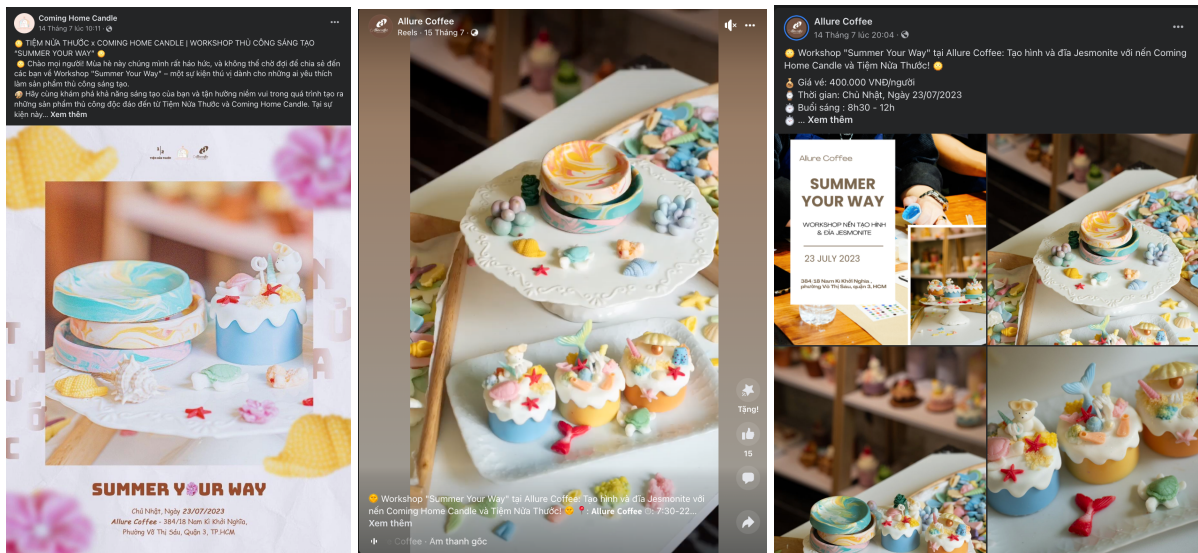 Coming Home Candle
14 Tháng 7 lúc 10:11 ·
TIỆM NỬA THƯỚC x COMING HOME CANDLE | WORKSHOP THỦ CÔNG SÁNG TẠO
"SUMMER YOUR WAY"
Chào mọi người! Mùa hè này chúng mình rất háo hức, và không thể chờ đợi để chia sẻ đến
các bạn về Workshop "Summer Your Way" – một sự kiện thú vị dành cho những ai yêu thích
làm sản phẩm thủ công sáng tạo.
Hãy cùng khám phá khả năng sáng tạo của bạn và tận hưởng niềm vui trong quá trình tạo ra
những sản phẩm thủ công độc đáo đến từ Tiệm Nửa Thước và Coming Home Candle. Tại sự
kiện này... Xem thêm
TIỆM NỬA THƯỚC
NỬA
THƯỚC
SUMMER YOUR WAY
Chủ Nhật, Ngày 23/07/2023
Allure Coffee - 384/18 Nam Kì Khởi Nghĩa,
Phường Võ Thị Sáu, Quận 3, TP.HCM
Allure Coffee
Reels · 15 Tháng 7 ·
Tặng!
15
Workshop "Summer Your Way" tại Allure Coffee: Tạo hình và đĩa Jesmonite với
nến Coming Home Candle và Tiệm Nửa Thước! : Allure Coffee : 7:30-22...
Xem thêm
Coffee · Âm thanh gốc
Allure Coffee
14 Tháng 7 lúc 20:04 ·
Workshop "Summer Your Way" tại Allure Coffee: Tạo hình và đĩa Jesmonite với nến Coming
Home Candle và Tiệm Nửa Thước!
Giá vé: 400.000 VNĐ/người
Thời gian: Chủ Nhật, Ngày 23/07/2023
Buổi sáng : 8h30 - 12h
... Xem thêm
Allure Coffee
SUMMER
YOUR WAY
WORKSHOP NẾN TẠO HÌNH
& ĐĨA JESMONITE
23 JULY 2023
384/18 Nam Kì Khởi Nghĩa,
phường Võ Thị Sáu, quận 3, HCM